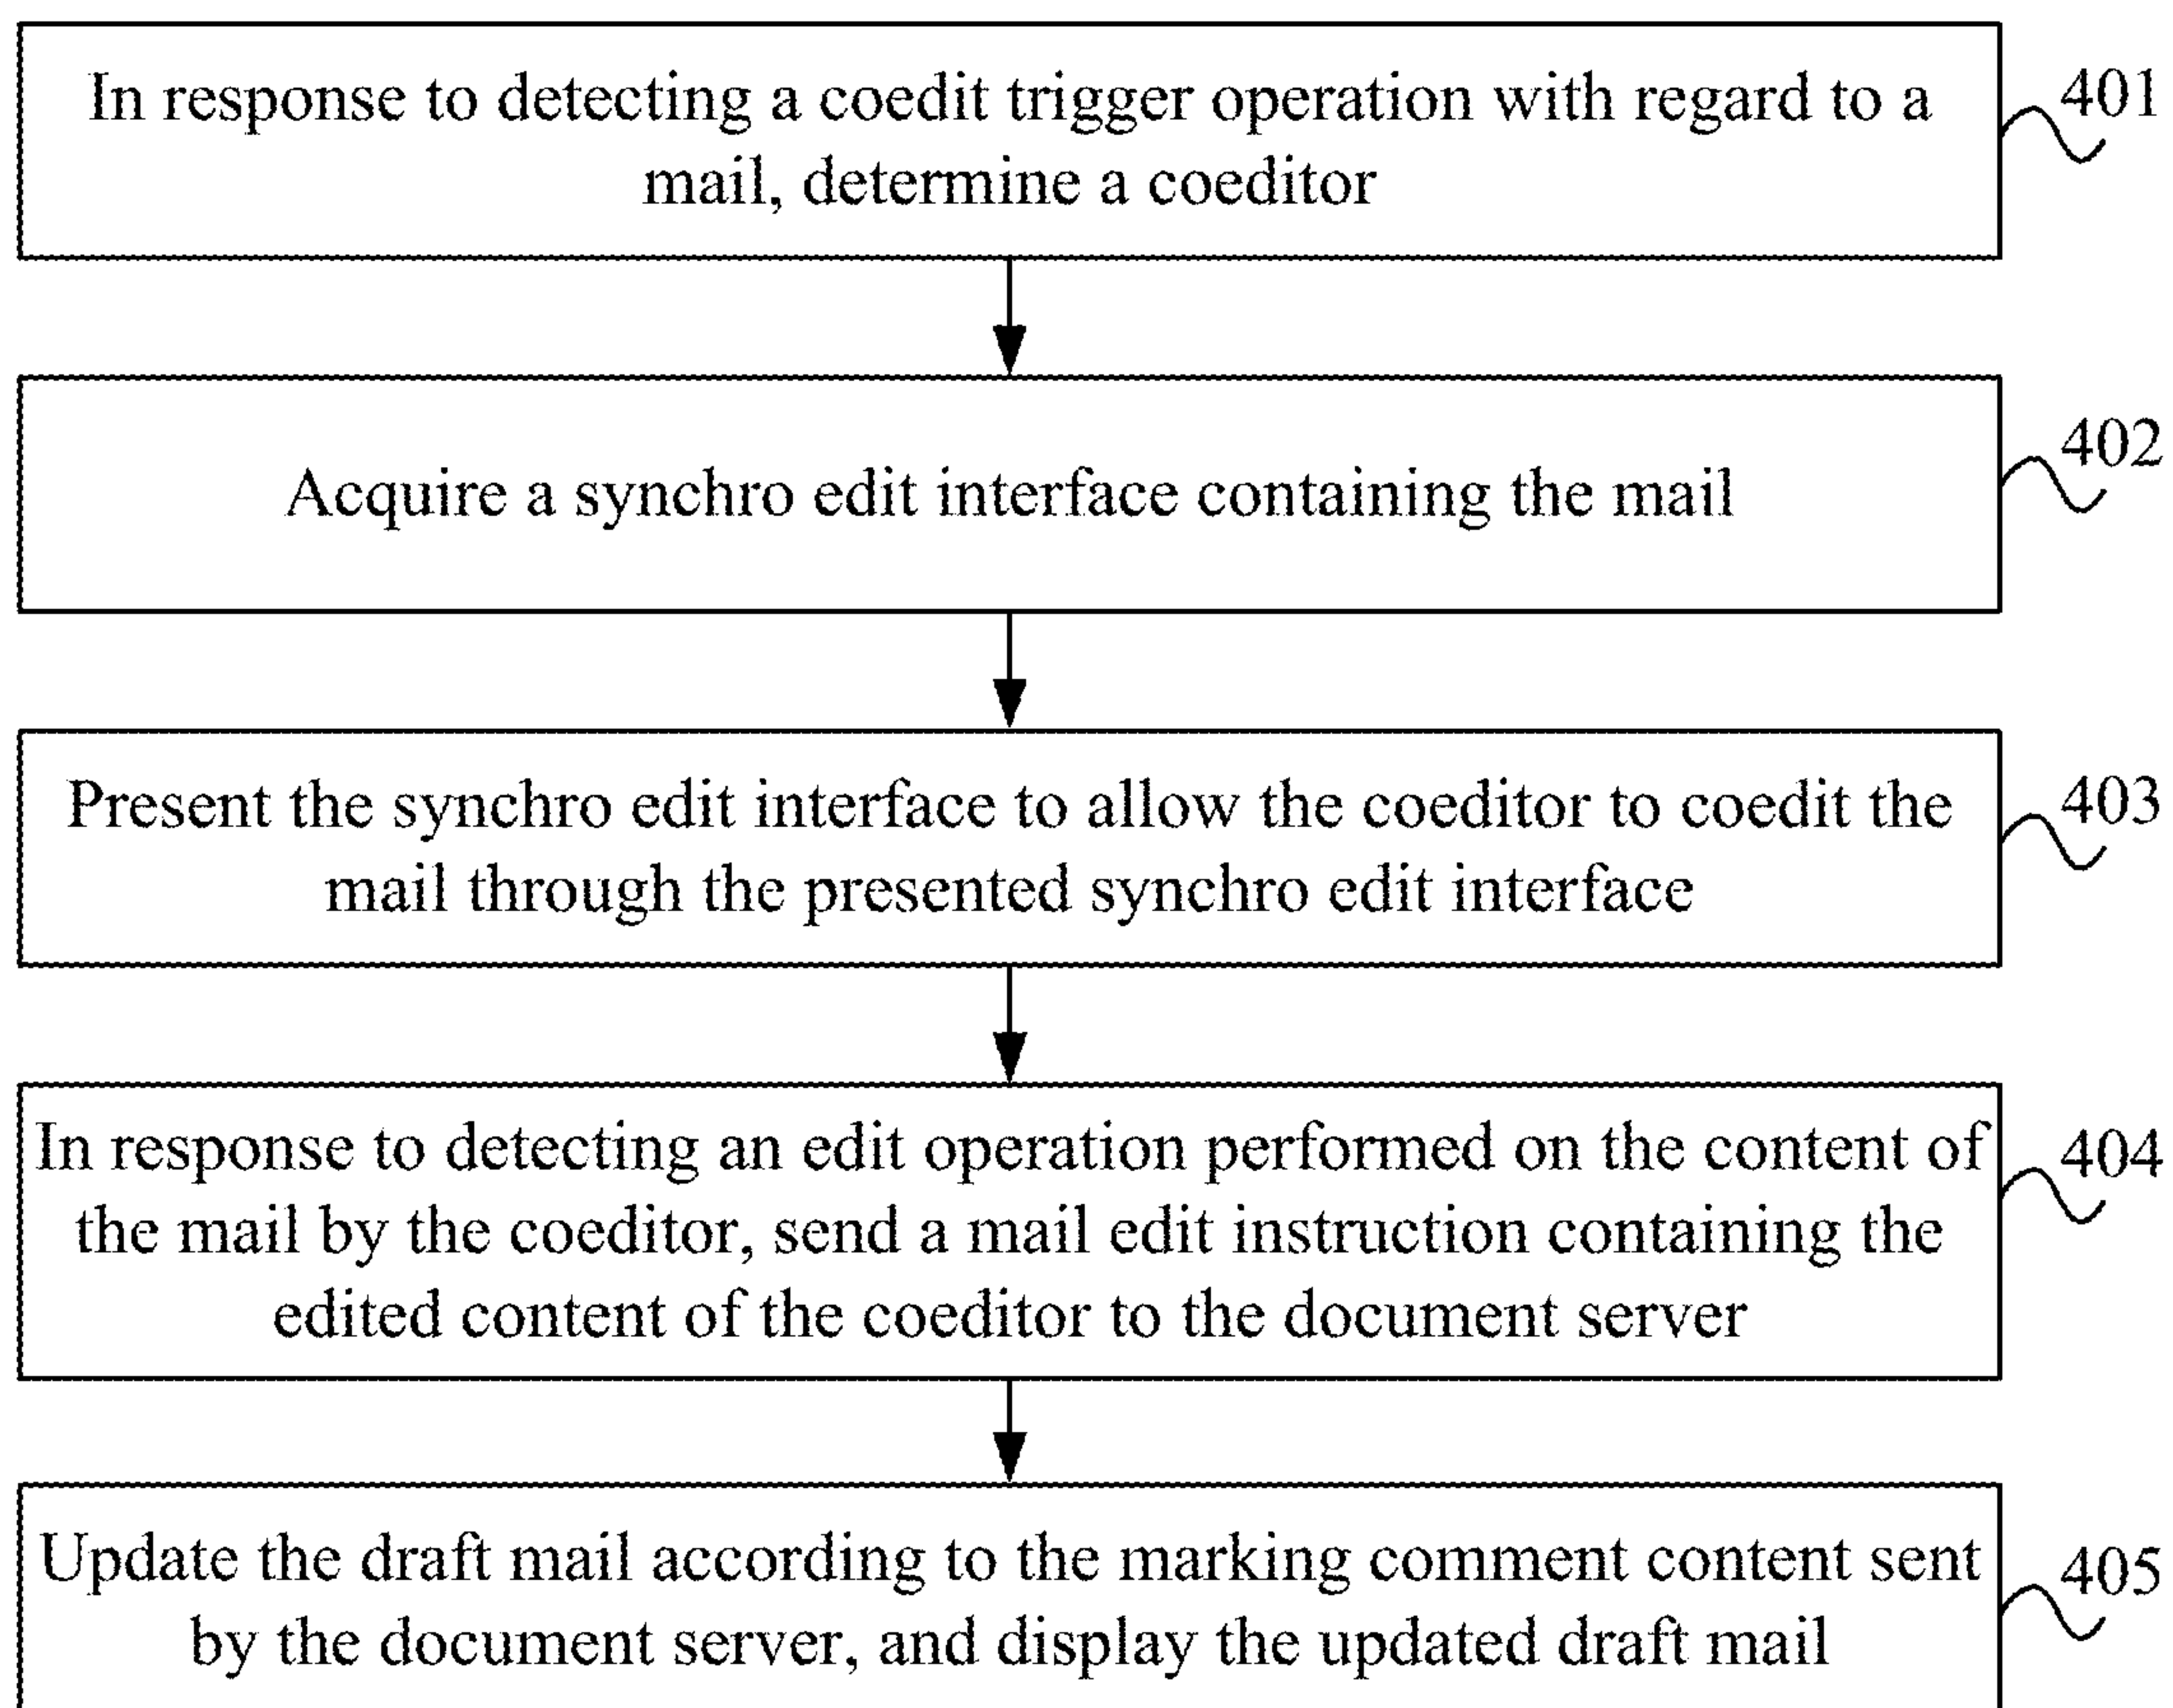 In response to detecting a coedit trigger operation with regard to a
mail, determine a coeditor
401
Acquire a synchro edit interface containing the mail
402
Present the synchro edit interface to allow the coeditor to coedit the
mail through the presented synchro edit interface
403
In response to detecting an edit operation performed on the content of
the mail by the coeditor, send a mail edit instruction containing the
edited content of the coeditor to the document server
404
Update the draft mail according to the marking comment content sent
by the document server, and display the updated draft mail
405